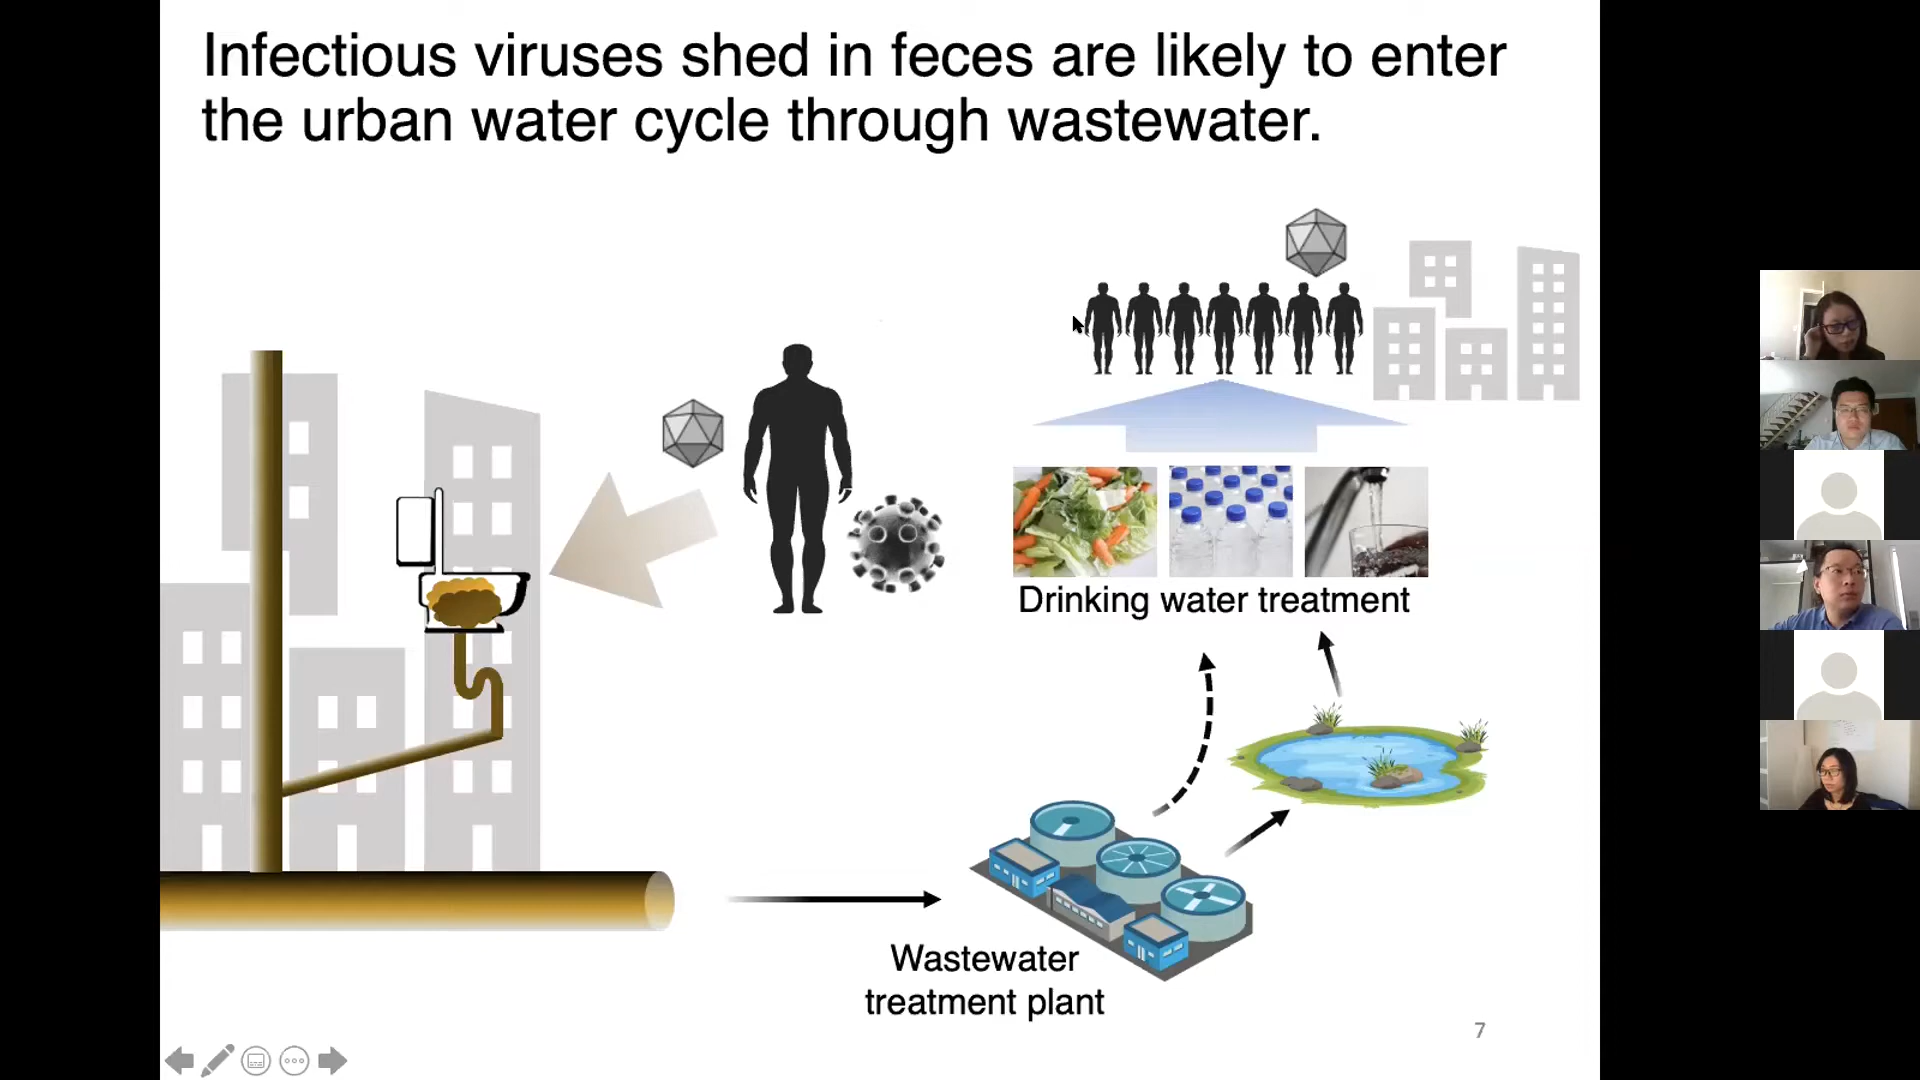 Infectious viruses shed in feces are likely to enter
the urban water cycle through wastewater.
Drinking water treatment
Wastewater
treatment plant
7